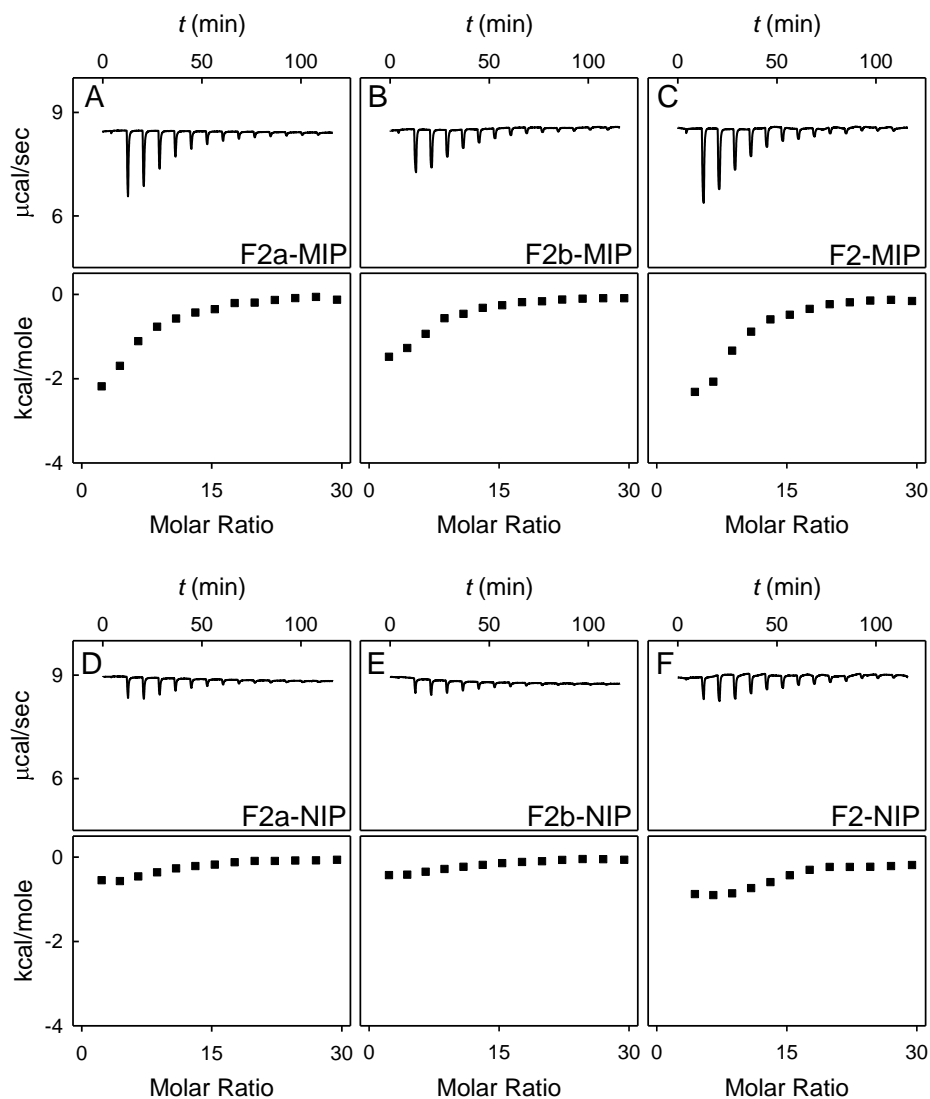 t (min) t (min) t (min)
0 50 100 0 50 100 0 50 100
A B C
9
6
μcal/sec
F2a-MIP F2b-MIP F2-MIP
0
-2
-4
kcal/mole
0 15 30 0 15 30 0 15 30
Molar Ratio Molar Ratio Molar Ratio
t (min) t (min) t (min)
0 50 100 0 50 100 0 50 100
D E F
9
6
μcal/sec
F2a-NIP F2b-NIP F2-NIP
0
-2
-4
kcal/mole
0 15 30 0 15 30 0 15 30
Molar Ratio Molar Ratio Molar Ratio